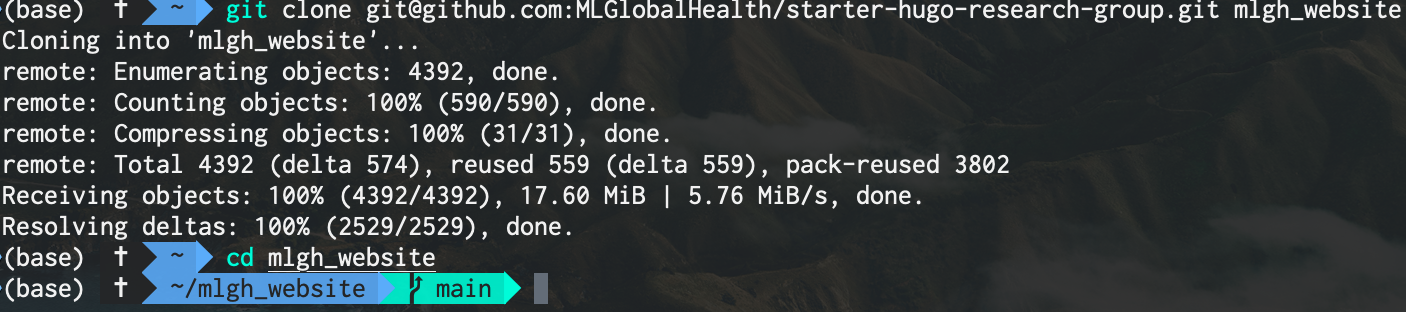 (base) † ~ git clone git@github.com:MLGlobalHealth/starter-hugo-research-group.git mlgh_website
Cloning into 'mlgh_website'...
remote: Enumerating objects: 4392, done.
remote: Counting objects: 100% (590/590), done.
remote: Compressing objects: 100% (31/31), done.
remote: Total 4392 (delta 574), reused 559 (delta 559), pack-reused 3802
Receiving objects: 100% (4392/4392), 17.60 MiB | 5.76 MiB/s, done.
Resolving deltas: 100% (2529/2529), done.
(base) † ~ cd mlgh_website
(base) † ~/mlgh_website main